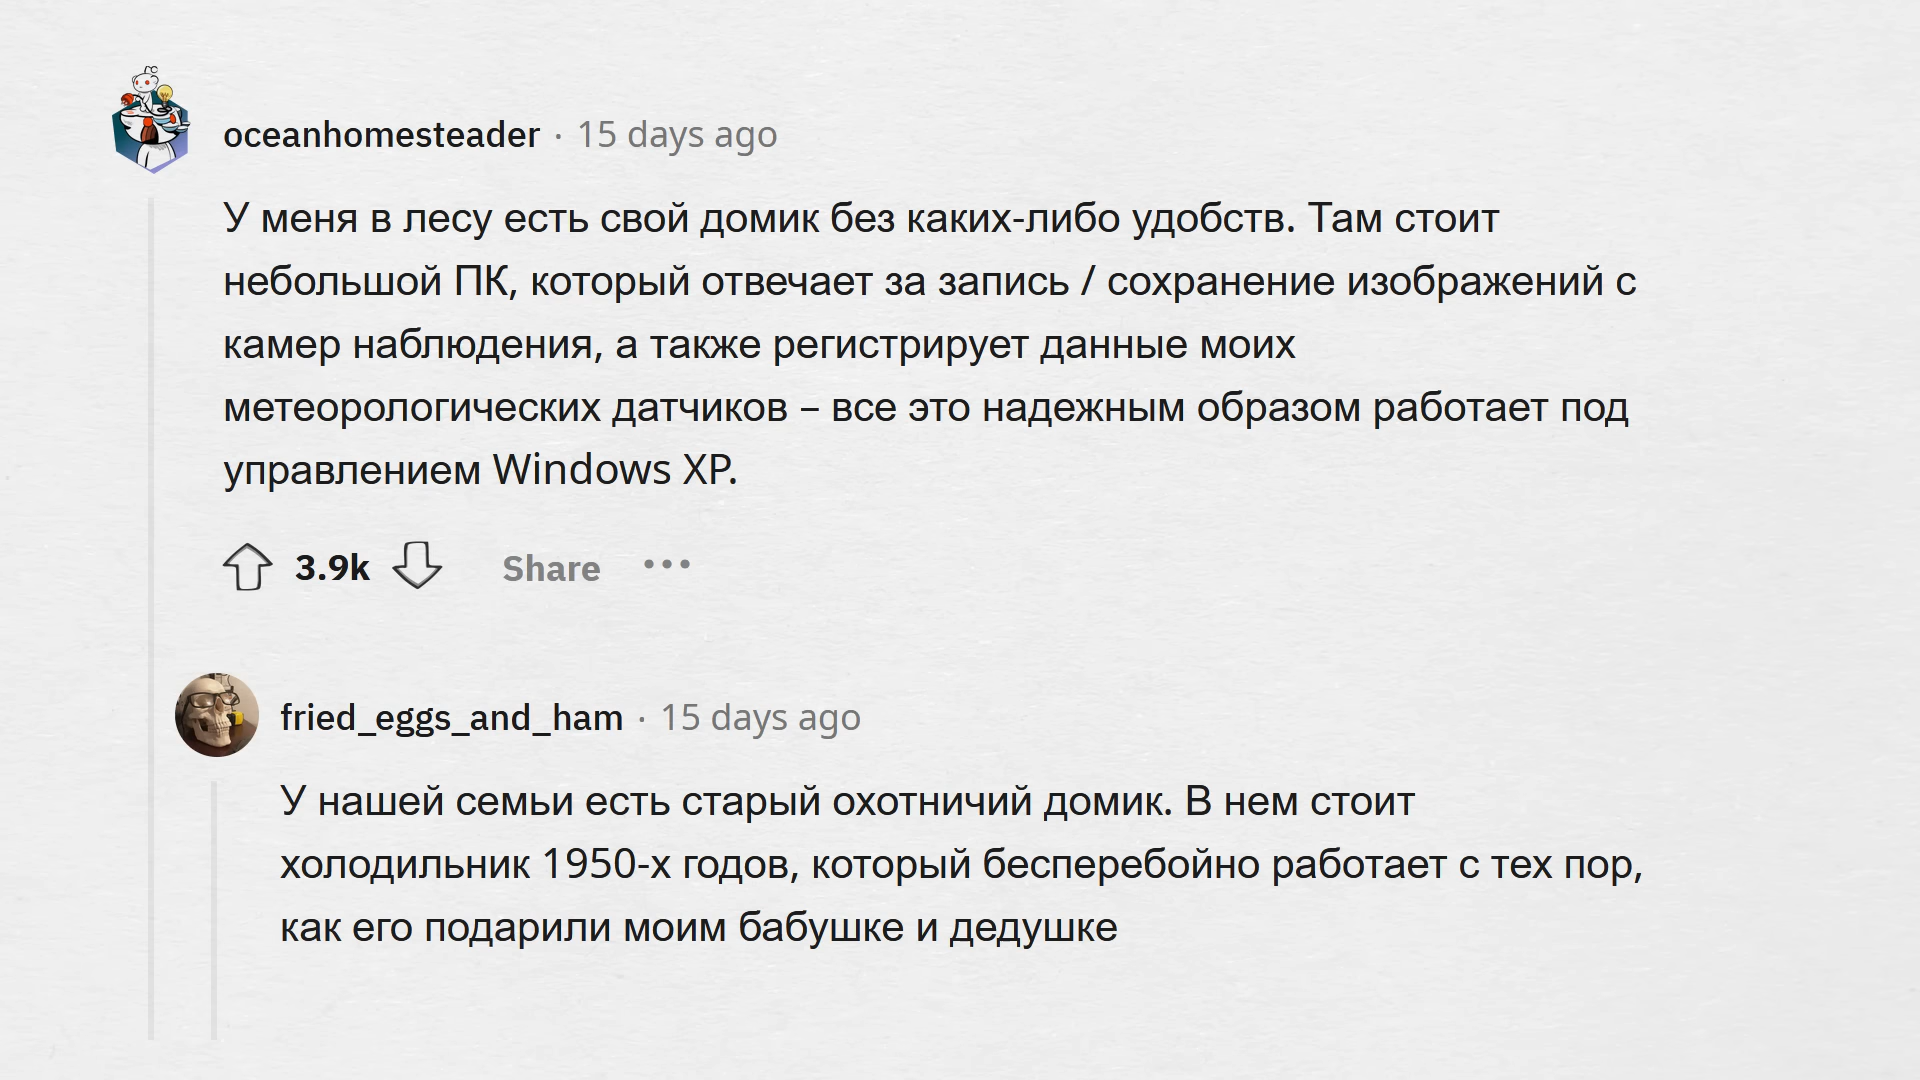 oceanhomesteader · 15 days ago
У меня в лесу есть свой домик без каких-либо удобств. Там стоит
небольшой ПК, который отвечает за запись / сохранение изображений с
камер наблюдения, а также регистрирует данные моих
метеорологических датчиков – все это надежным образом работает под
управлением Windows XP.
3.9k Share •••
fried_eggs_and_ham · 15 days ago
У нашей семьи есть старый охотничий домик. В нем стоит
холодильник 1950-х годов, который бесперебойно работает с тех пор,
как его подарили моим бабушке и дедушке